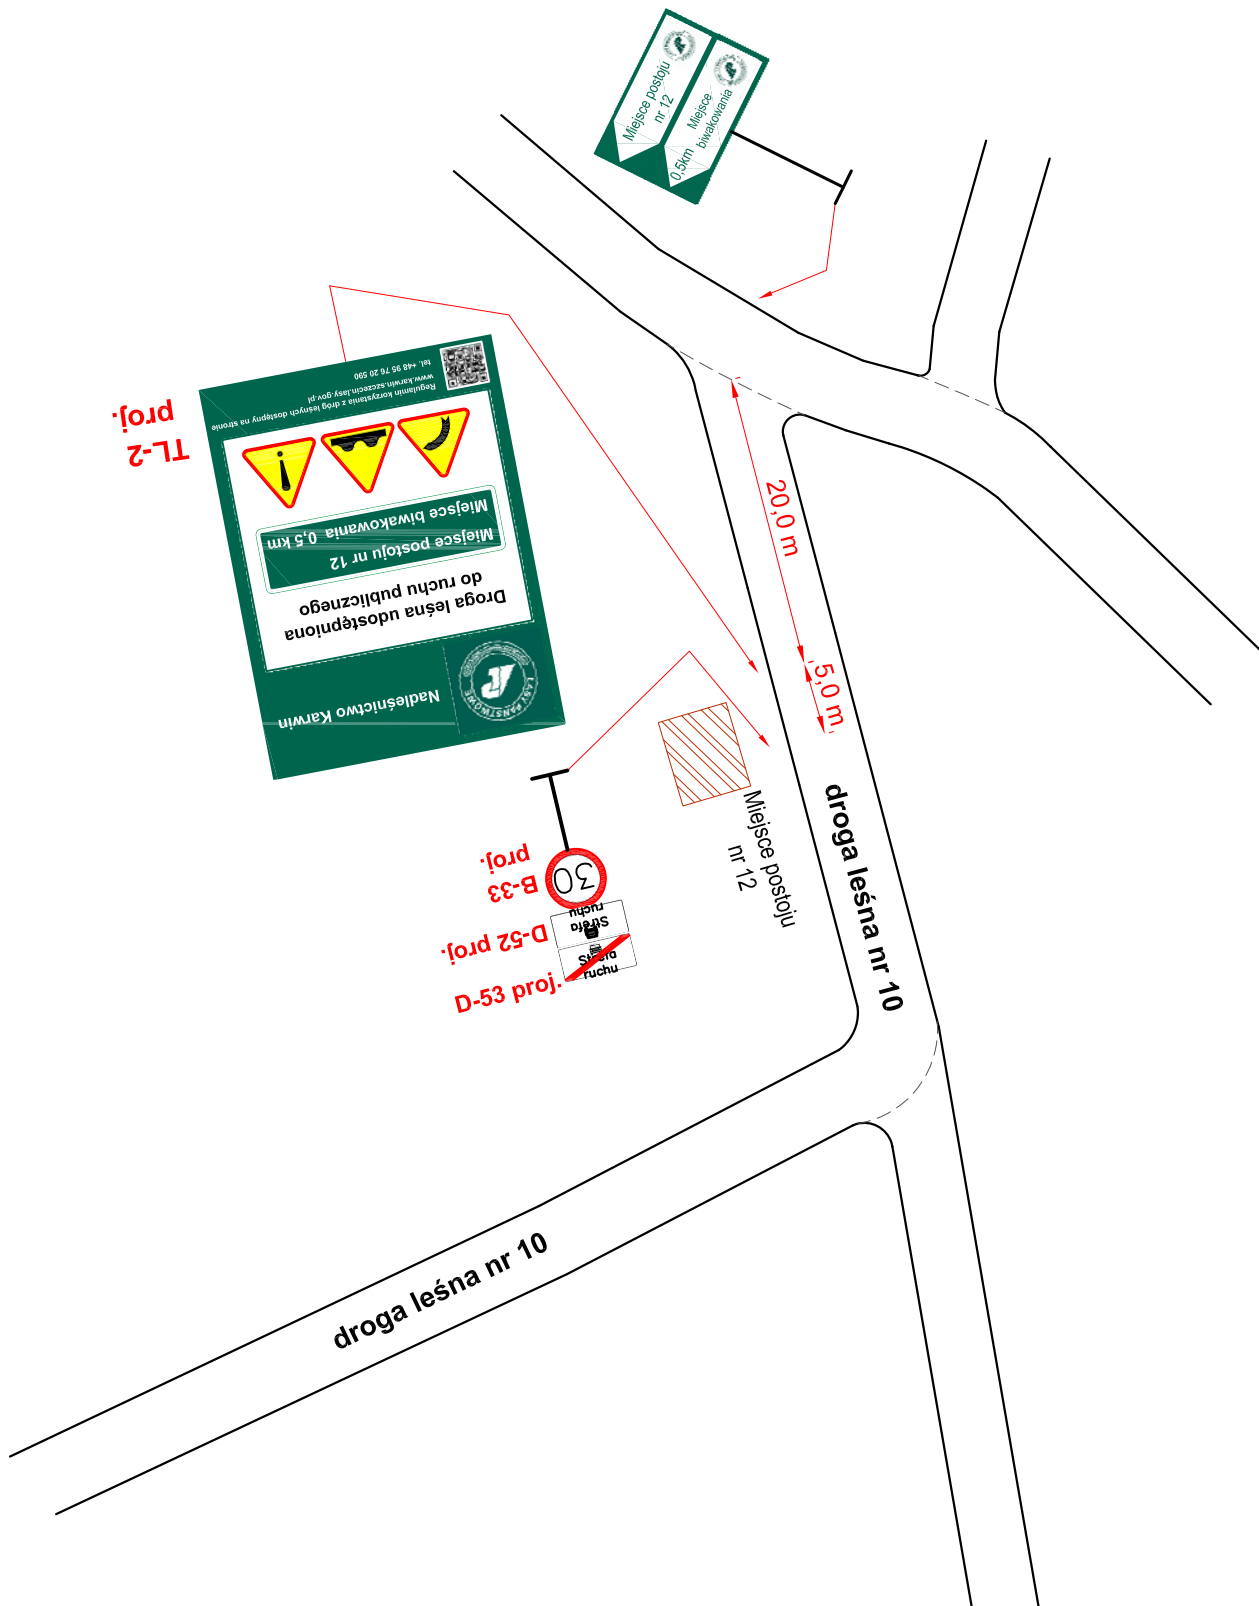 Miejsce postoju
nr 12
Miejsce
biwakowania
0,5km
TL-2
proj.
Nadleśnictwo Karwin
LASY PAŃSTWOWE
Droga leśna udostępniona
do ruchu publicznego
Miejsce postoju nr 12
Miejsce biwakowania 0,5 km
Regulamin korzystania z dróg leśnych dostępny na stronie
www.karwin.szczecin.lasy.gov.pl
tel. +48 95 76 20 590
20,0 m
5,0 m
Miejsce postoju
nr 12
droga leśna nr 10
B-33
proj.
30
D-52 proj.
Strefa
ruchu
D-53 proj.
Strefa
ruchu
droga leśna nr 10